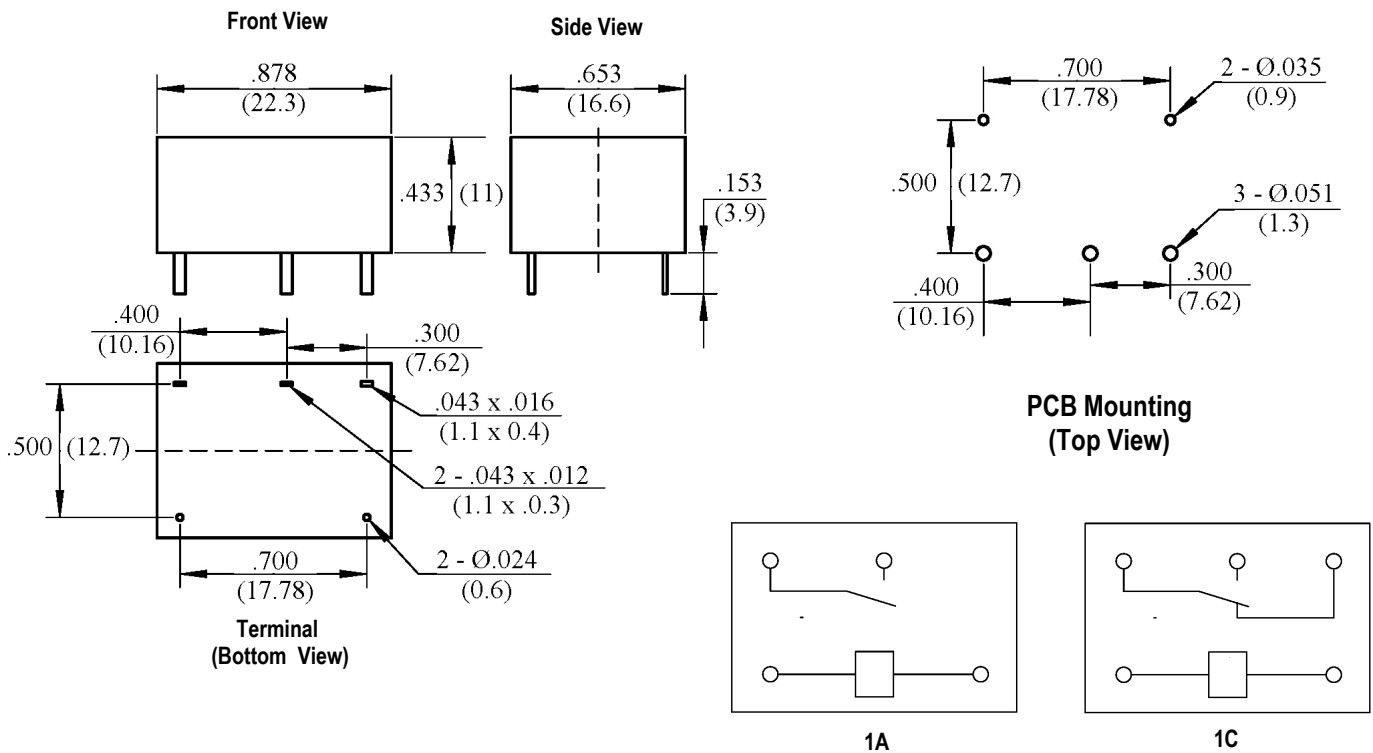 Front View
Side View
.878
(22.3)
.653
(16.6)
.433 (11)
.153
(3.9)
.700
(17.78)
2 - Ø.035
(0.9)
.500 (12.7)
3 - Ø.051
(1.3)
.400
(10.16)
.300
(7.62)
PCB Mounting
(Top View)
.400
(10.16)
.300
(7.62)
.500 (12.7)
.043 x .016
(1.1 x 0.4)
2 - .043 x .012
(1.1 x .0.3)
2 - Ø.024
(0.6)
.700
(17.78)
Terminal
(Bottom View)
1A
1C